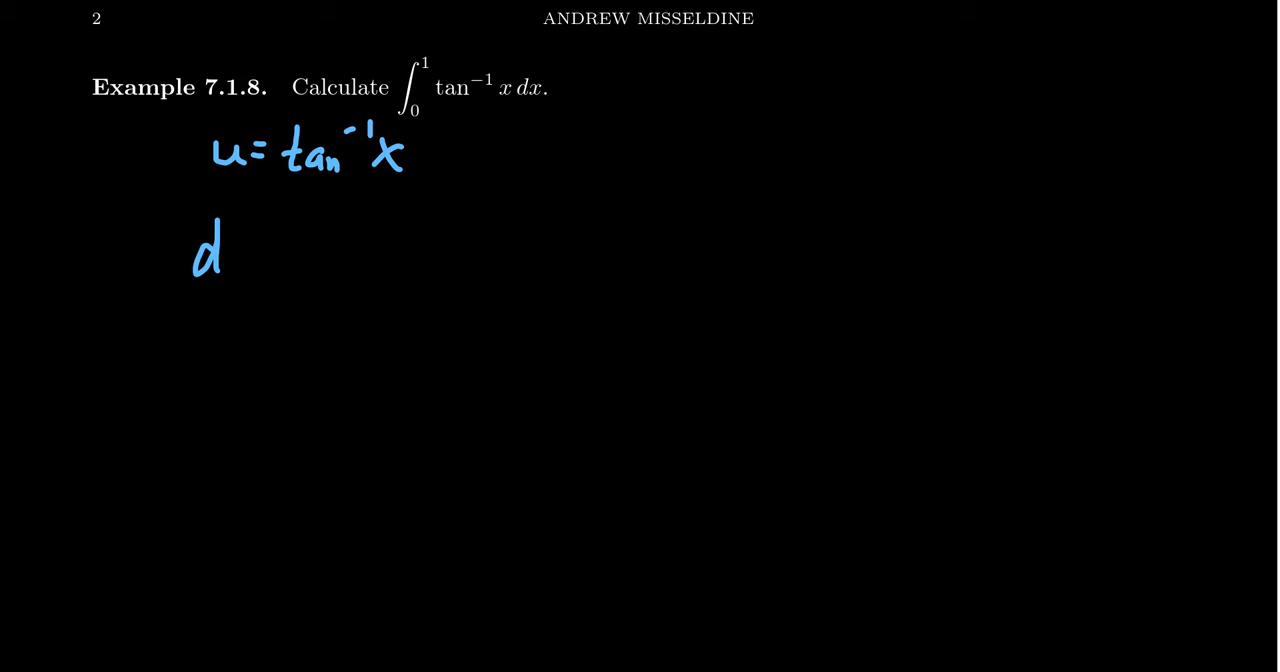 2 ANDREW MISSELDINE
Example 7.1.8. Calculate ∫₀¹ tan⁻¹ x dx.
u = tan⁻¹x
d